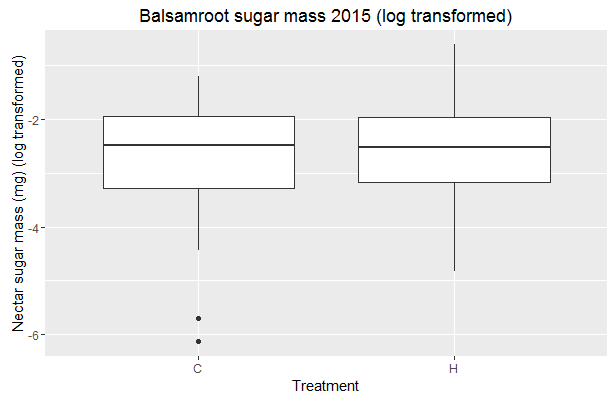 Balsamroot sugar mass 2015 (log transformed)
Nectar sugar mass (mg) (log transformed)
-2
-4
-6
C
H
Treatment